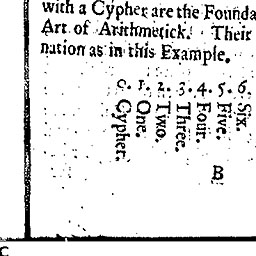 with a Cypher are the Founda
Art of Arithmetick. Their
nation as in this Example.
0. 1. 2. 3. 4. 5. 6.
Cypher. One. Two. Three. Four. Five. Six.
B
C